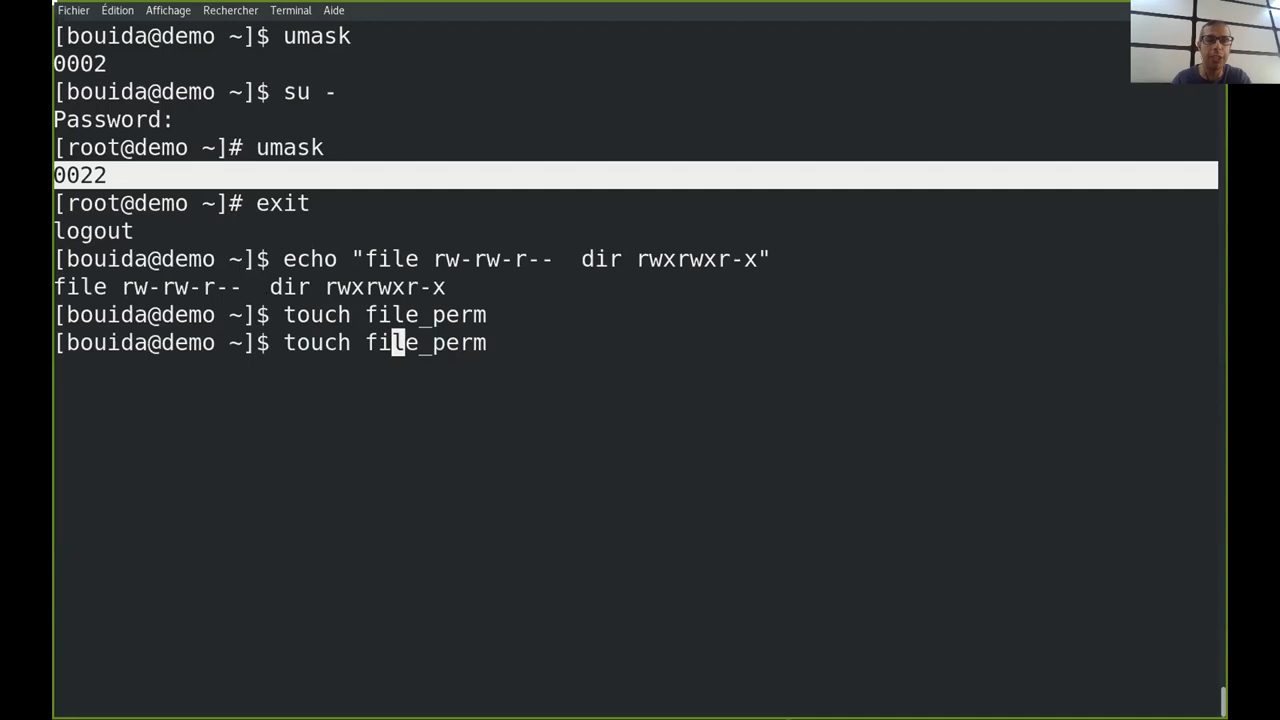 Fichier Édition Affichage Rechercher Terminal Aide
[bouida@demo ~]$ umask
0002
[bouida@demo ~]$ su -
Password:
[root@demo ~]# umask
0022
[root@demo ~]# exit
logout
[bouida@demo ~]$ echo "file rw-rw-r--  dir rwxrwxr-x"
file rw-rw-r--  dir rwxrwxr-x
[bouida@demo ~]$ touch file_perm
[bouida@demo ~]$ touch file_perm